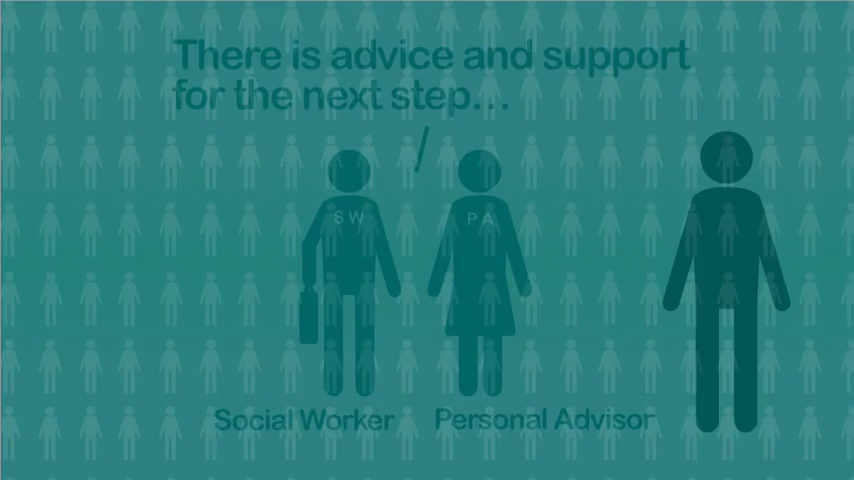 There is advice and support
for the next step...
SW
PA
Social Worker
Personal Advisor